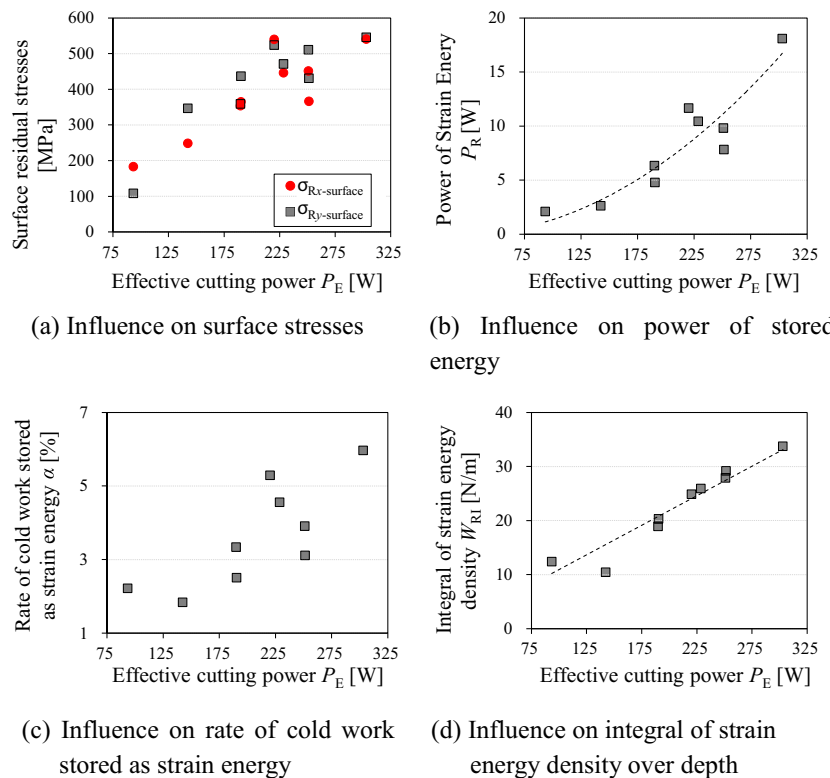 600
500
400
300
200
100
0
Surface residual stresses
[MPa]
σRx-surface
σRy-surface
75 125 175 225 275 325
Effective cutting power PE [W]
(a) Influence on surface stresses
20
15
10
5
0
Power of Strain Enery
PR [W]
75 125 175 225 275 325
Effective cutting power PE [W]
(b) Influence on power of stored
energy
7
5
3
1
Rate of cold work stored
as strain energy α [%]
75 125 175 225 275 325
Effective cutting power PE [W]
(c) Influence on rate of cold work
stored as strain energy
40
30
20
10
0
Integral of strain energy
density WRI [N/m]
75 125 175 225 275 325
Effective cutting power PE [W]
(d) Influence on integral of strain
energy density over depth